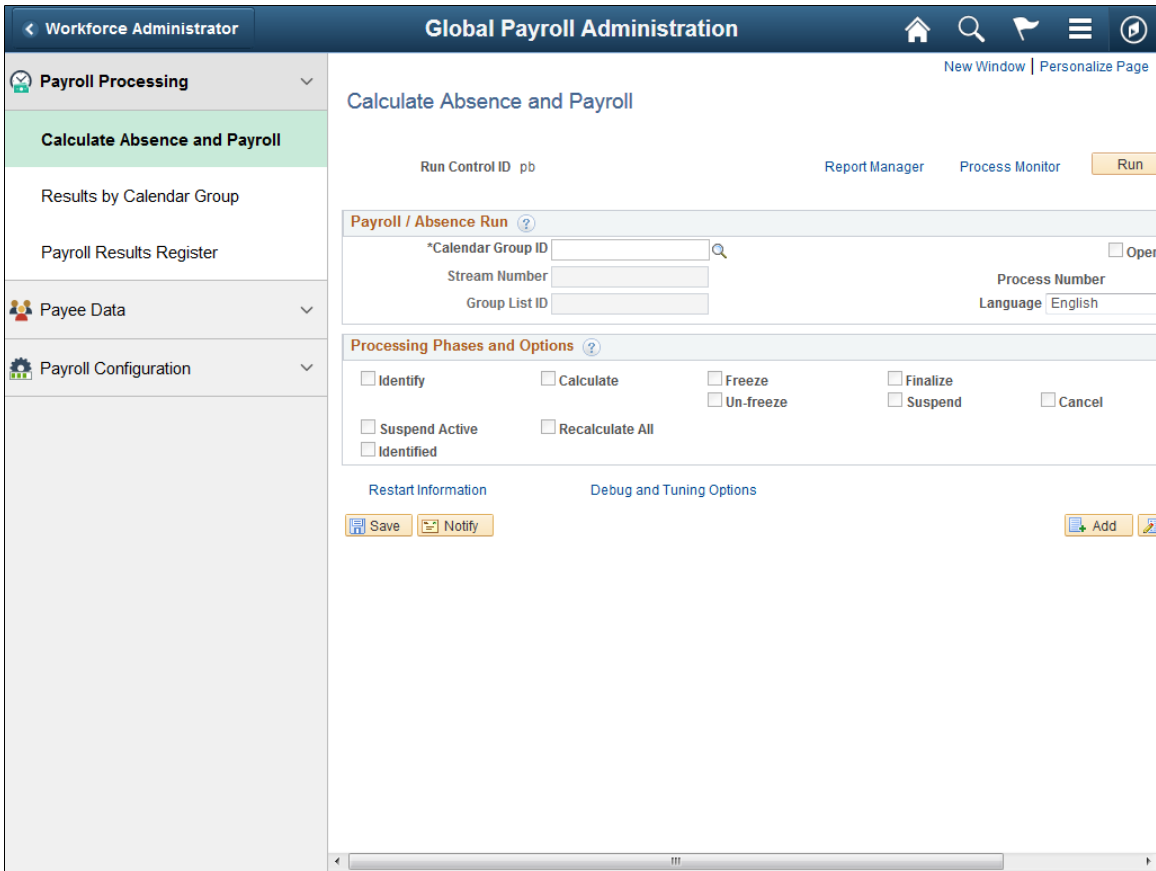 Workforce Administrator
Global Payroll Administration
Payroll Processing
Calculate Absence and Payroll
Results by Calendar Group
Payroll Results Register
Payee Data
Payroll Configuration
New Window | Personalize Page
Calculate Absence and Payroll
Run Control ID pb Report Manager Process Monitor Run
Payroll / Absence Run ?
*Calendar Group ID Oper
Stream Number Process Number
Group List ID Language English
Processing Phases and Options ?
Identify Calculate Freeze Finalize
Un-freeze Suspend Cancel
Suspend Active Recalculate All
Identified
Restart Information Debug and Tuning Options
Save Notify Add